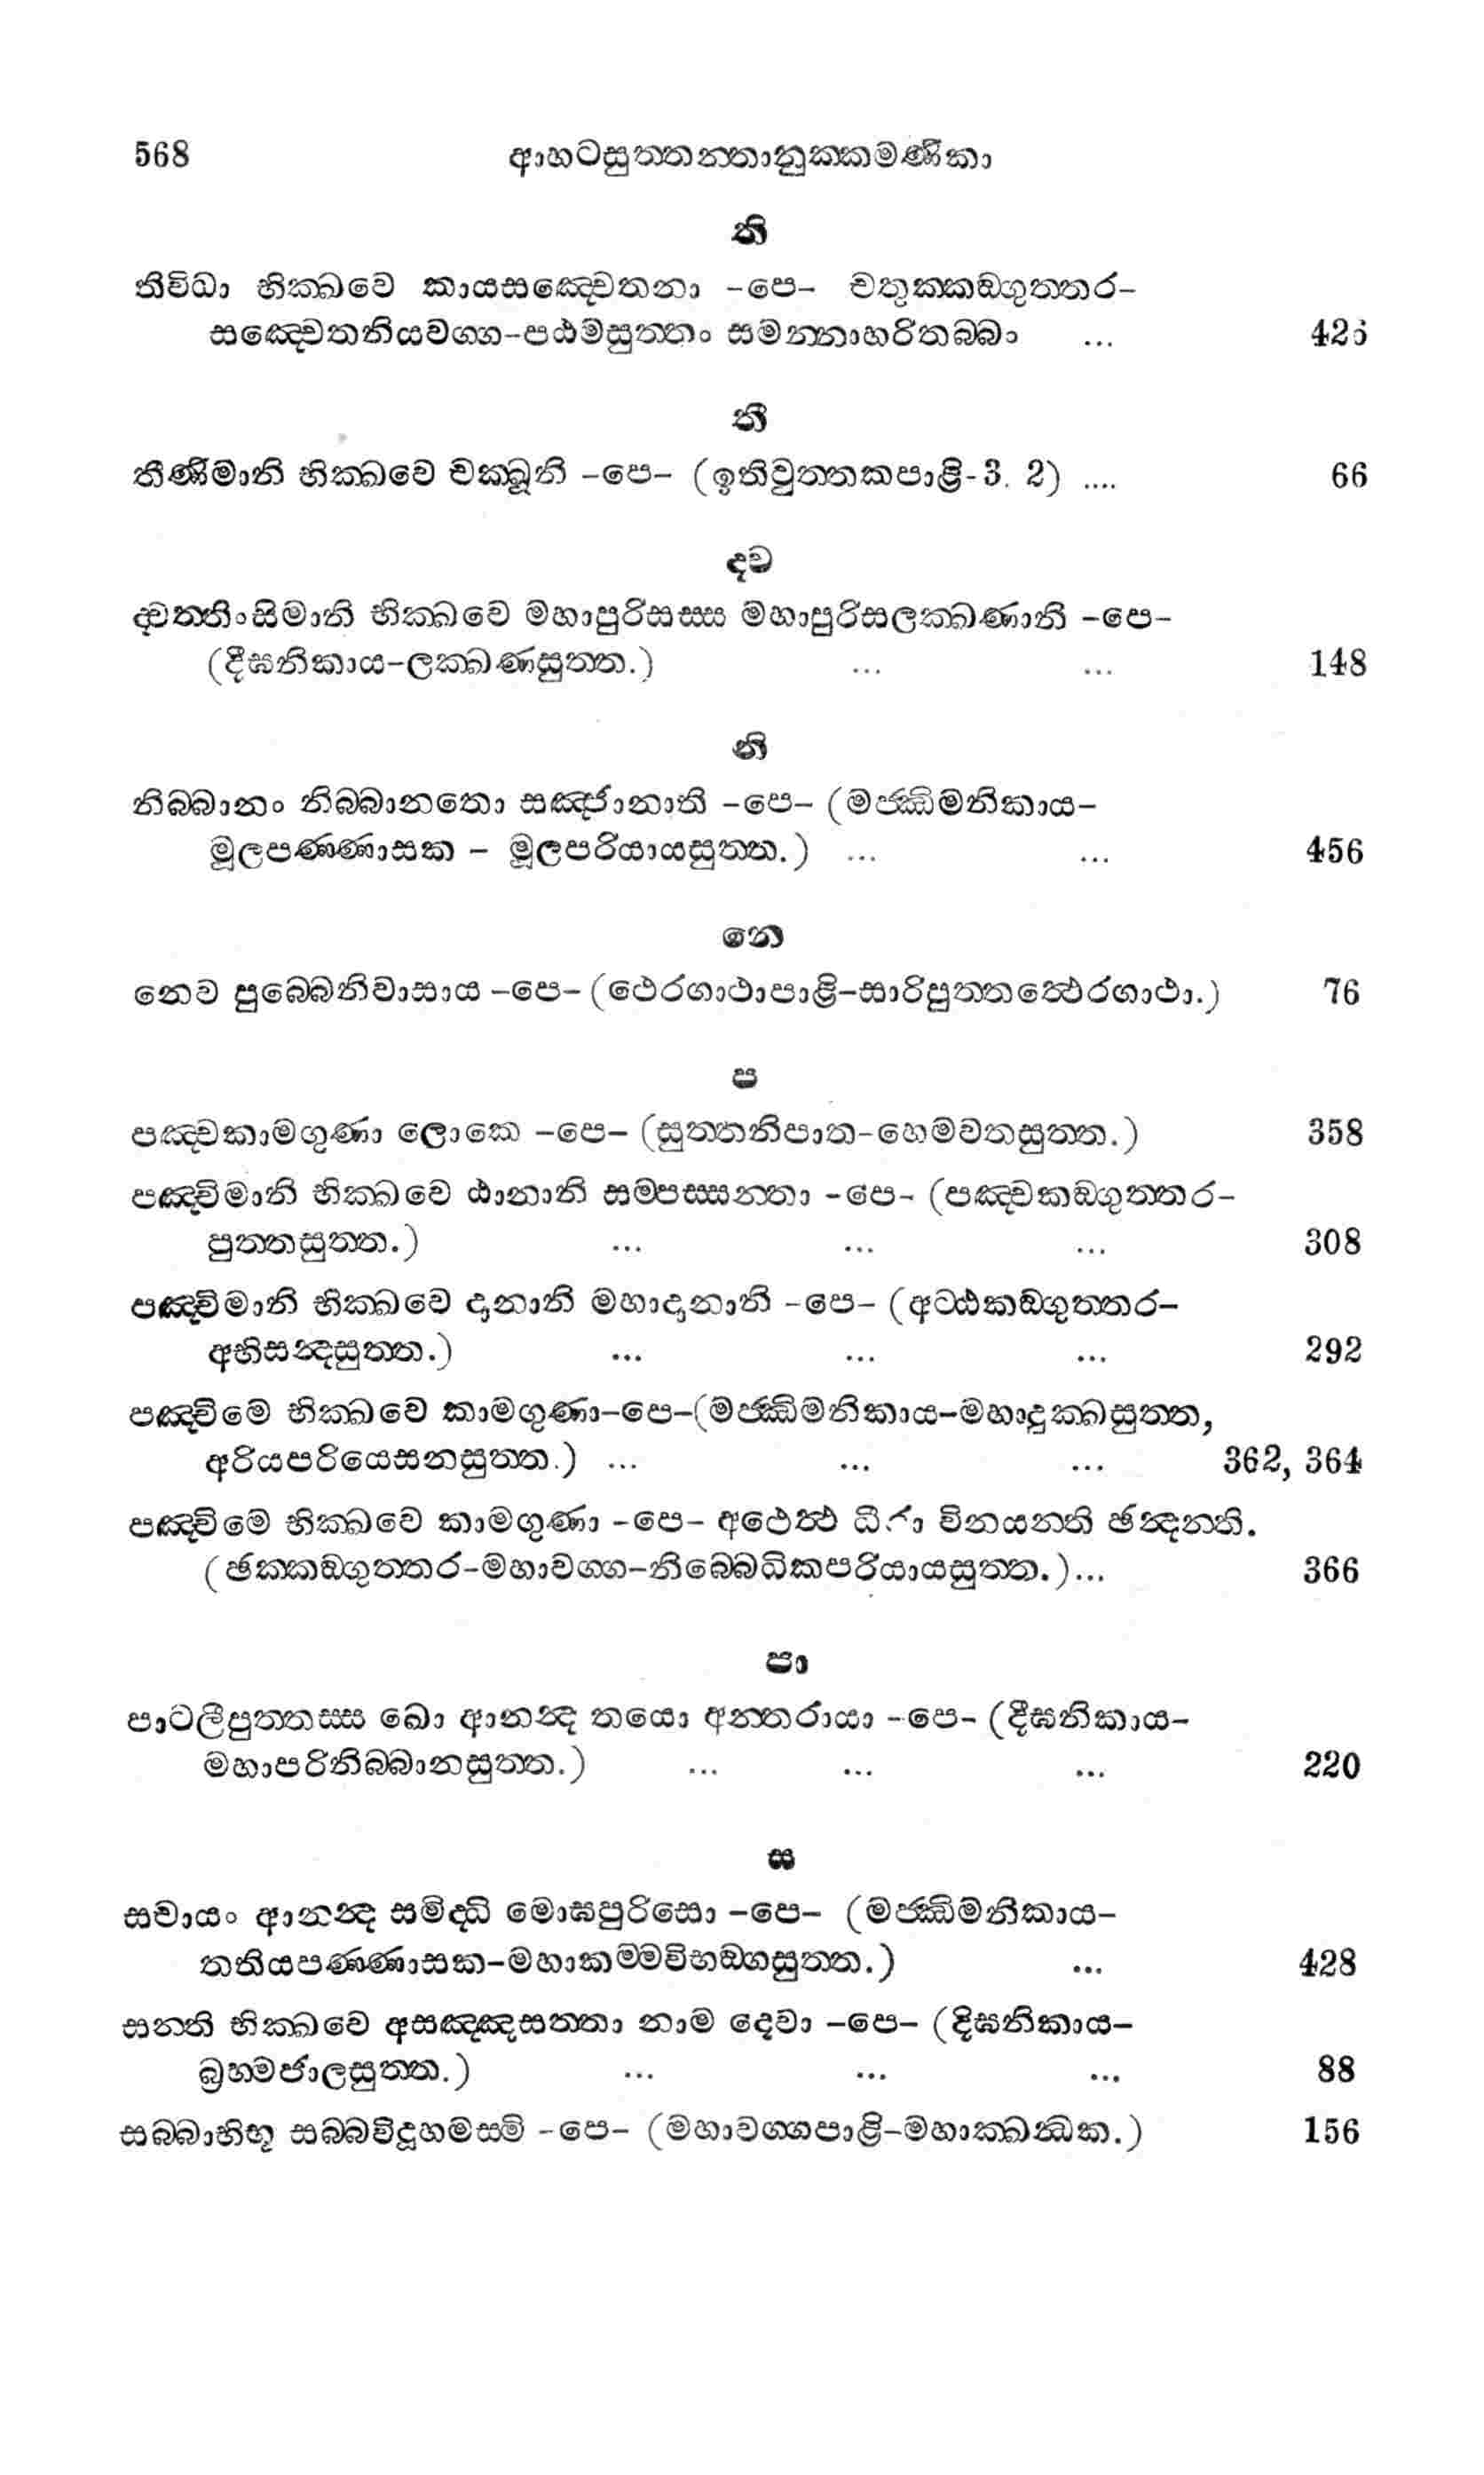 568 ආහටසුත්තන්තානුක්කමණිකා
ති
තිවිධා භික්ඛවෙ කායසඤ්චෙතනා -පෙ- චතුක්කඞ්ගුත්තර-
සඤ්චෙතනියවග්ග-පඨමසුත්තං සමන්නාහරිතබ්බං ...
තී
තීණිමානි භික්ඛවෙ චක්ඛූනි -පෙ- (ඉතිවුත්තකපාළි-3. 2) .... 66
ද්ව
ද්වත්තිංසිමානි භික්ඛවෙ මහාපුරිසස්ස මහාපුරිසලක්ඛණානි -පෙ-
(දීඝනිකාය-ලක්ඛණසුත්ත.) ... ... 148
නි
නිබ්බානං නිබ්බානතො සඤ්ජානාති -පෙ- (මජ්ඣිමනිකාය-
මූලපණ්ණාසක - මූලපරියායසුත්ත.) ... ... 456
නෙ
නෙව පුබ්බෙනිවාසාය -පෙ- (ථෙරගාථාපාළි-සාරිපුත්තත්ථෙරගාථා.) 76
ප
පඤ්චකාමගුණා ලොකෙ -පෙ- (සුත්තනිපාත-හෙමවතසුත්ත.) 358
පඤ්චිමානි භික්ඛවෙ ඨානානි සම්පස්සන්තා -පෙ- (පඤ්චකඞ්ගුත්තර-
පුත්තසුත්ත.) ... ... ... 308
පඤ්චිමානි භික්ඛවෙ දානානි මහාදානානි -පෙ- (අට්ඨකඞ්ගුත්තර-
අභිසන්දසුත්ත.) ... ... ... 292
පඤ්චිමෙ භික්ඛවෙ කාමගුණා-පෙ-(මජ්ඣිමනිකාය-මහාදුක්ඛසුත්ත,
අරියපරියෙසනසුත්ත.) ... ... ... 362, 364
පඤ්චිමෙ භික්ඛවෙ කාමගුණා -පෙ- අථෙත්ථ ධීරා විනයන්ති ඡන්දන්ති.
(ඡක්කඞ්ගුත්තර-මහාවග්ග-නිබ්බෙධිකපරියායසුත්ත.)... 366
පා
පාටලීපුත්තස්ස ඛො ආනන්ද තයො අන්තරායා -පෙ- (දීඝනිකාය-
මහාපරිනිබ්බානසුත්ත.) ... ... ... 220
ස
සචායං ආනන්ද සමිද්ධි මොඝපුරිසො -පෙ- (මජ්ඣිමනිකාය-
තතියපණ්ණාසක-මහාකම්මවිභඞ්ගසුත්ත.) ... 428
සන්ති භික්ඛවෙ අසඤ්ඤසත්තා නාම දෙවා -පෙ- (දිඝනිකාය-
බ්‍රහ්මජාලසුත්ත.) ... ... ... 88
සබ්බාභිභූ සබ්බවිදූහමස්මි -පෙ- (මහාවග්ගපාළි-මහාක්ඛන්ධක.) 156